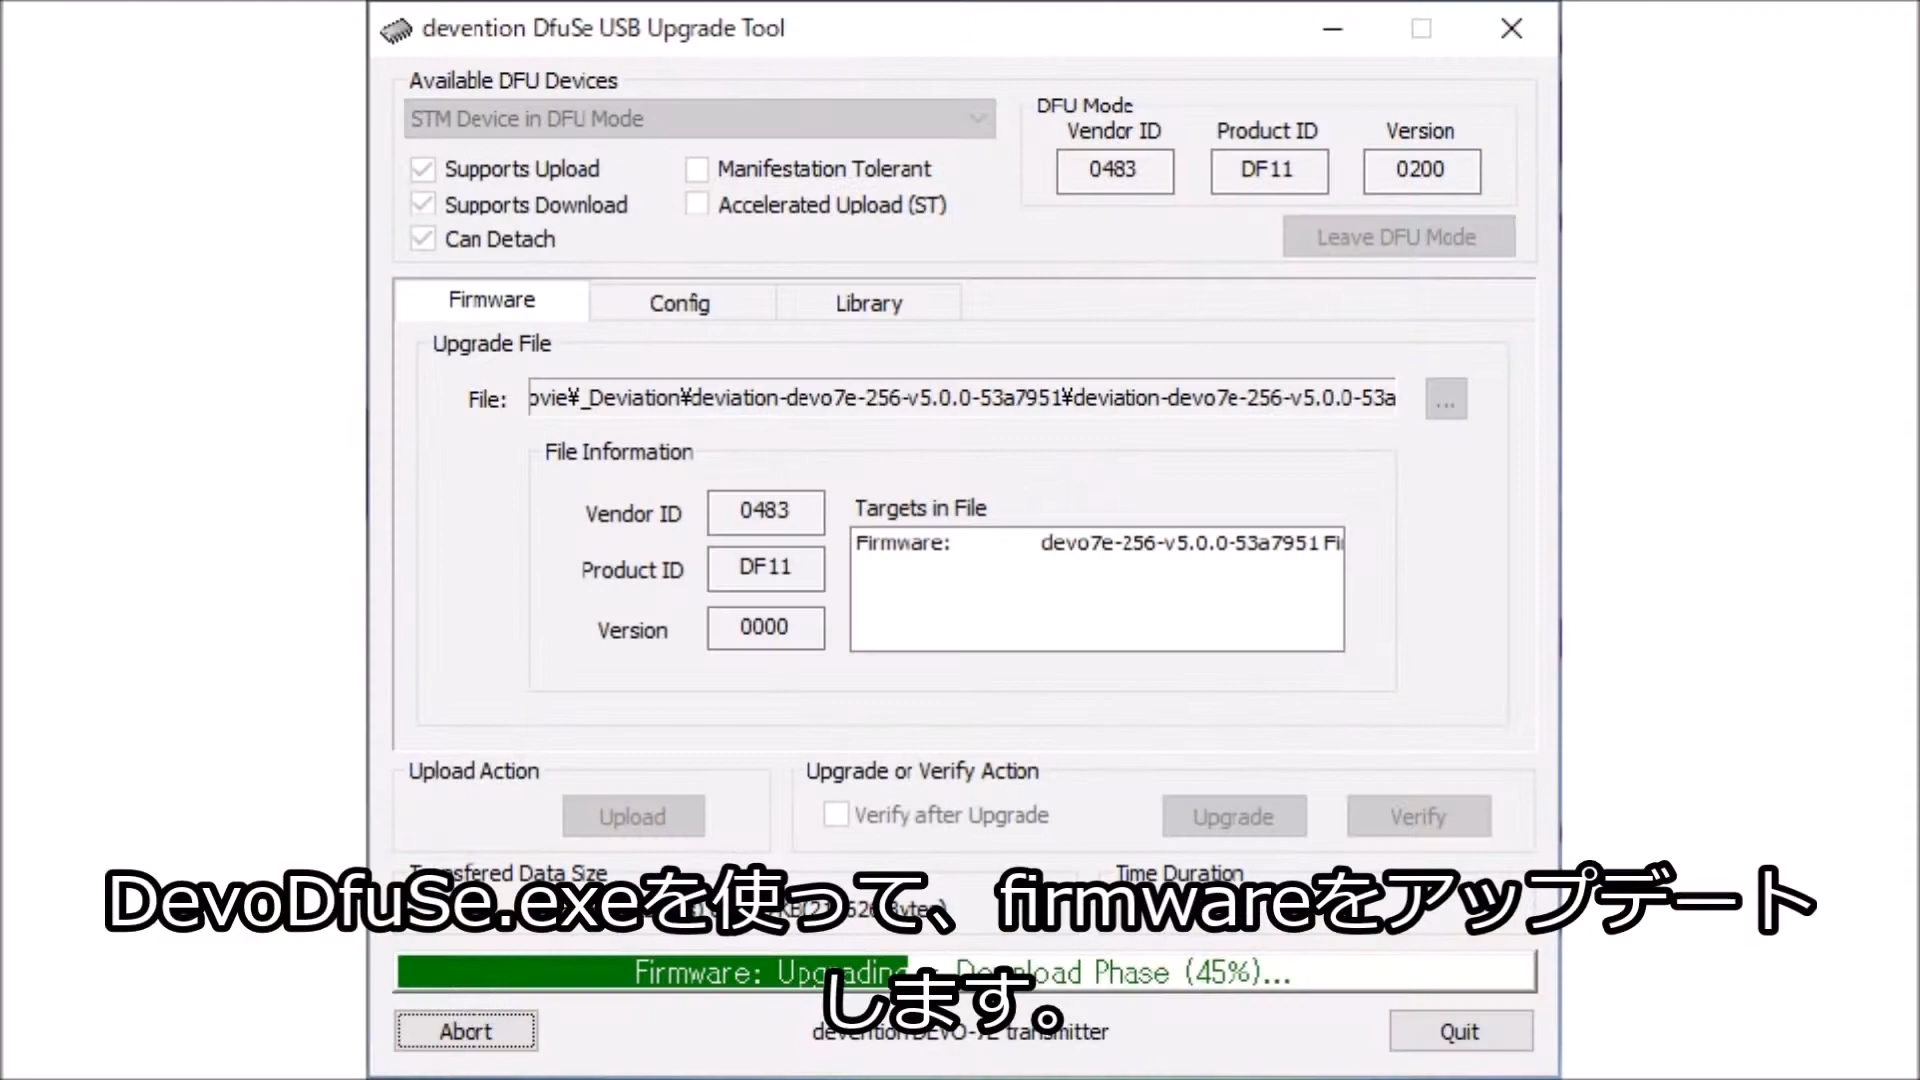 devention DfuSe USB Upgrade Tool
Available DFU Devices
STM Device in DFU Mode
DFU Mode
Vendor ID Product ID Version
0483 DF11 0200
Supports Upload Manifestation Tolerant
Supports Download Accelerated Upload (ST)
Can Detach
Leave DFU Mode
Firmware Config Library
Upgrade File
File: ovie¥_Deviation¥deviation-devo7e-256-v5.0.0-53a7951¥deviation-devo7e-256-v5.0.0-53a ...
File Information
Vendor ID 0483
Targets in File
Firmware: devo7e-256-v5.0.0-53a7951 Fi
Product ID DF11
Version 0000
Upload Action
Upgrade or Verify Action
Upload Verify after Upgrade Upgrade Verify
Transfered Data Size Time Duration
DevoDfuSe.exeを使って、firmwareをアップデート
します。
Firmware: Upgrading - Download Phase (45%)...
Abort devention DEVO-7E transmitter Quit